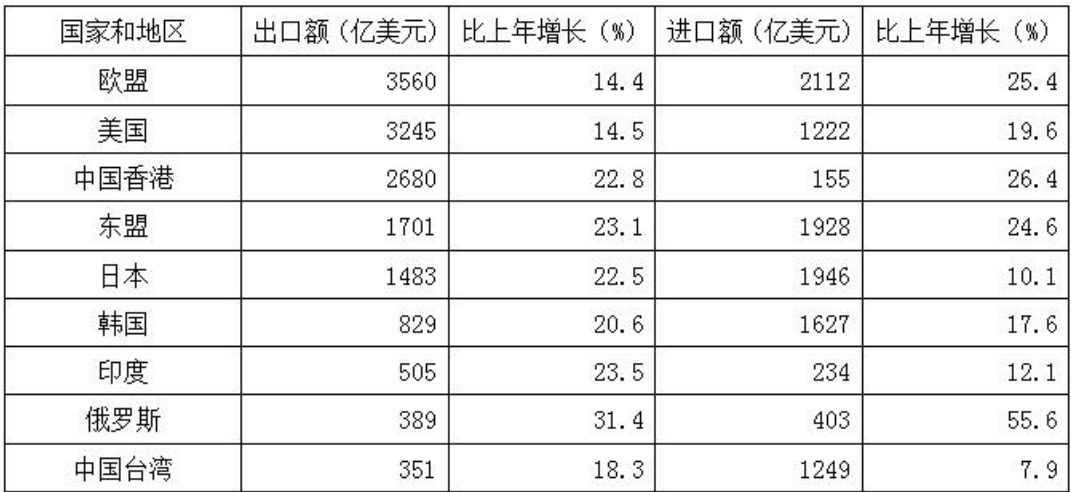 国家和地区 出口额（亿美元） 比上年增长（%） 进口额（亿美元） 比上年增长（%）
欧盟 3560 14.4 2112 25.4
美国 3245 14.5 1222 19.6
中国香港 2680 22.8 155 26.4
东盟 1701 23.1 1928 24.6
日本 1483 22.5 1946 10.1
韩国 829 20.6 1627 17.6
印度 505 23.5 234 12.1
俄罗斯 389 31.4 403 55.6
中国台湾 351 18.3 1249 7.9